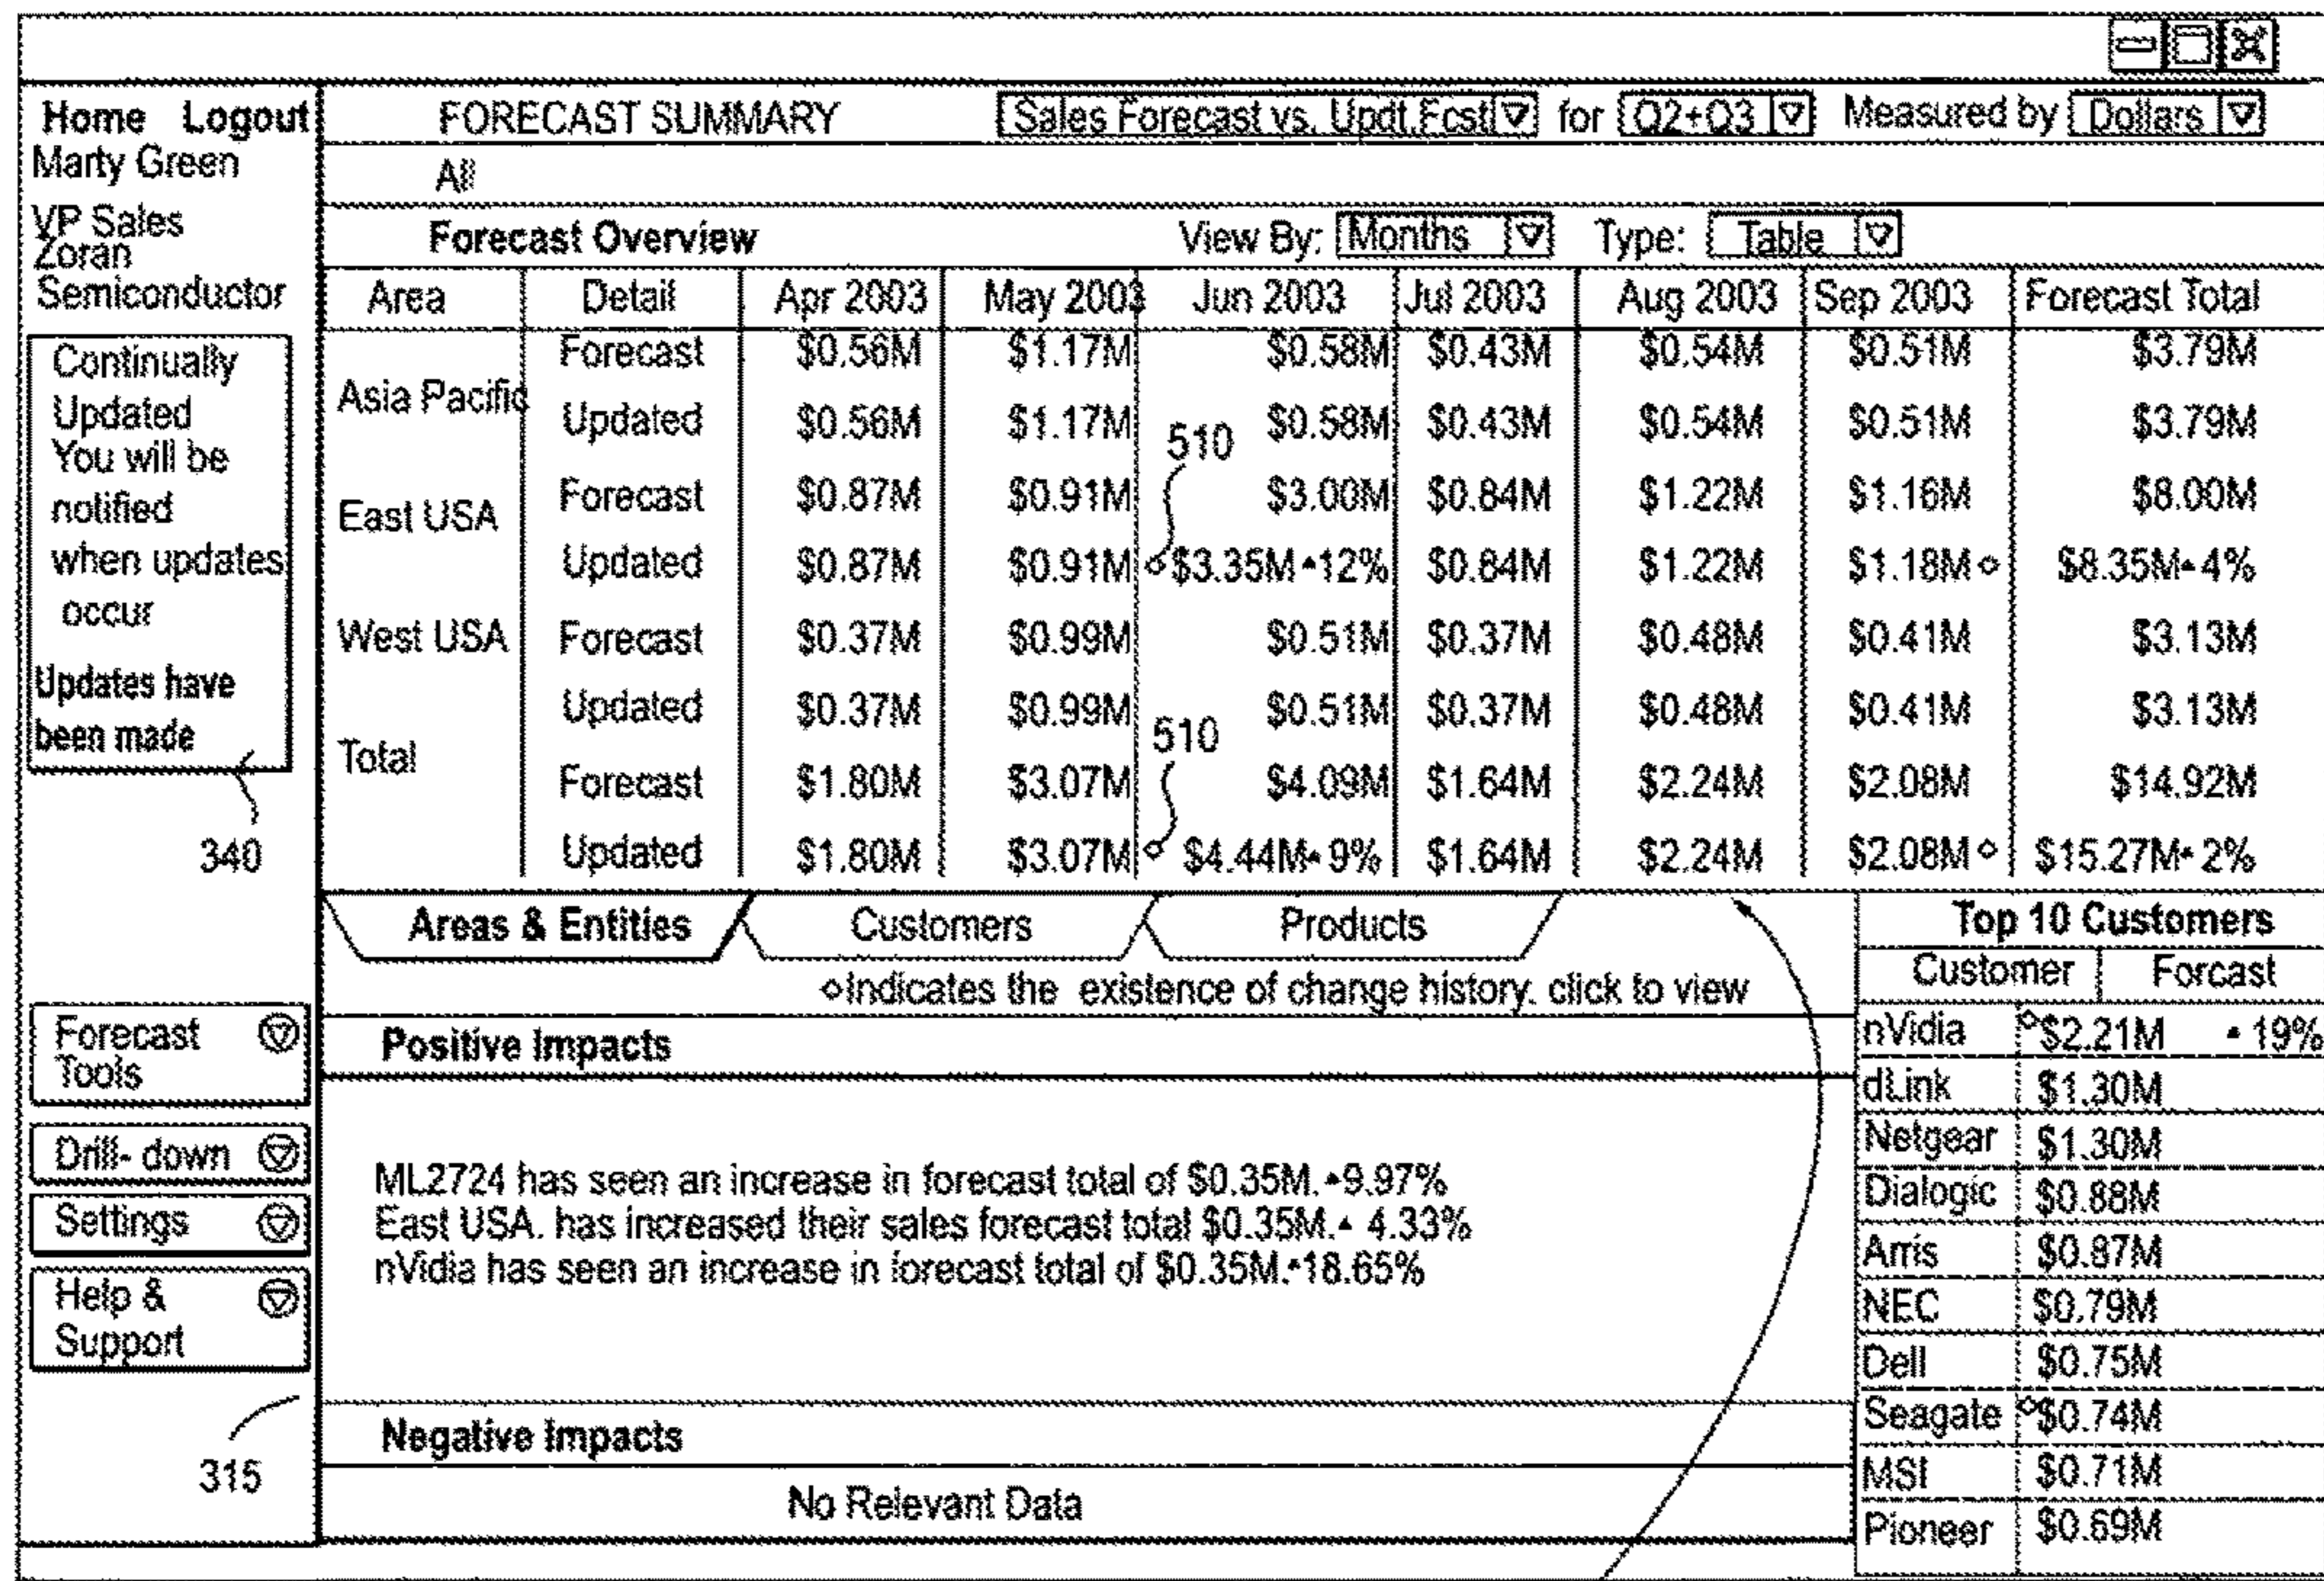 Home Logout
Marty Green
VP Sales
Zoran
Semiconductor
Continually
Updated
You will be
notified
when updates
occur
Updates have
been made
340
Forecast
Tools
Drill- down
Settings
Help &
Support
315
FORECAST SUMMARY Sales Forecast vs. Updt.Fcst for Q2+Q3 Measured by Dollars
All
Forecast Overview View By: Months Type: Table
Area Detail Apr 2003 May 2003 Jun 2003 Jul 2003 Aug 2003 Sep 2003 Forecast Total
Forecast $0.56M $1.17M $0.58M $0.43M $0.54M $0.51M $3.79M
Asia Pacific
Updated $0.56M $1.17M $0.58M $0.43M $0.54M $0.51M $3.79M
510
Forecast $0.87M $0.91M $3.00M $0.84M $1.22M $1.16M $8.00M
East USA
Updated $0.87M $0.91M ⋄$3.35M▲12% $0.84M $1.22M $1.18M⋄ $8.35M▲4%
West USA Forecast $0.37M $0.99M $0.51M $0.37M $0.48M $0.41M $3.13M
Updated $0.37M $0.99M $0.51M $0.37M $0.48M $0.41M $3.13M
510
Total
Forecast $1.80M $3.07M $4.09M $1.64M $2.24M $2.08M $14.92M
Updated $1.80M $3.07M ⋄ $4.44M▲9% $1.64M $2.24M $2.08M⋄ $15.27M▲2%
Areas & Entities Customers Products
⋄Indicates the existence of change history. click to view
Positive Impacts
ML2724 has seen an increase in forecast total of $0.35M.▲9.97%
East USA. has increased their sales forecast total $0.35M.▲ 4.33%
nVidia has seen an increase in forecast total of $0.35M.▲18.65%
Negative Impacts
No Relevant Data
Top 10 Customers
Customer Forcast
nVidia ⋄$2.21M ▲19%
dLink $1.30M
Netgear $1.30M
Dialogic $0.88M
Arris $0.87M
NEC $0.79M
Dell $0.75M
Seagate ⋄$0.74M
MSI $0.71M
Pioneer $0.69M